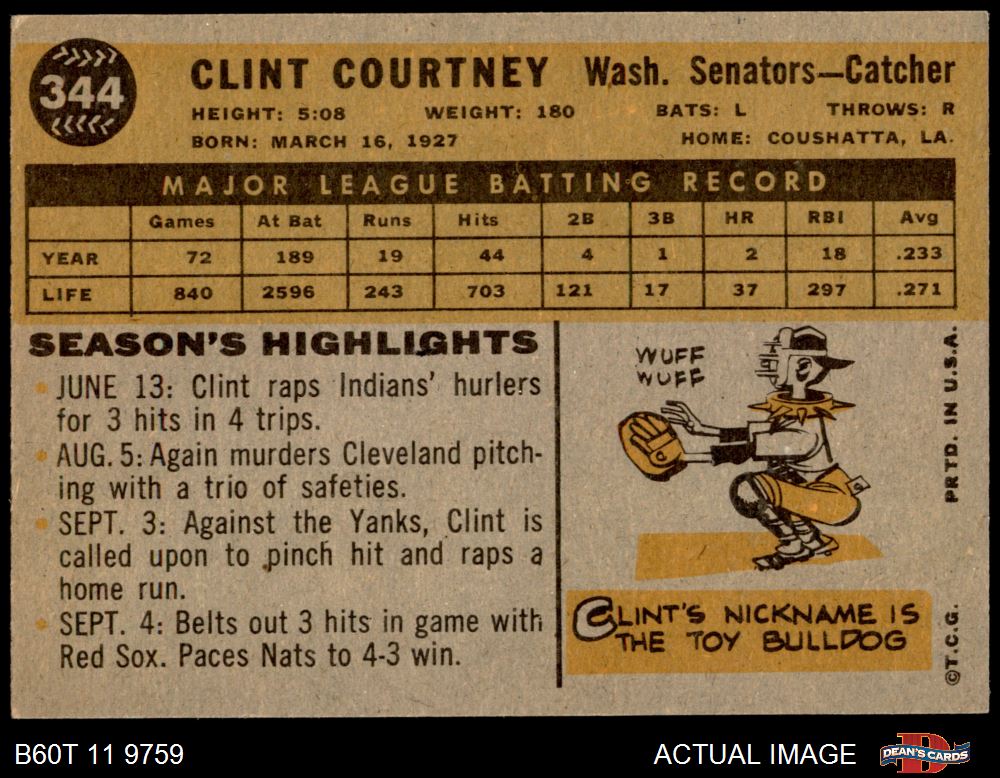 344
CLINT COURTNEY Wash. Senators—Catcher
HEIGHT: 5:08 WEIGHT: 180 BATS: L THROWS: R
BORN: MARCH 16, 1927 HOME: COUSHATTA, LA.
MAJOR LEAGUE BATTING RECORD
Games At Bat Runs Hits 2B 3B HR RBI Avg
YEAR 72 189 19 44 4 1 2 18 .233
LIFE 840 2596 243 703 121 17 37 297 .271
SEASON'S HIGHLIGHTS
JUNE 13: Clint raps Indians' hurlers
for 3 hits in 4 trips.
AUG. 5: Again murders Cleveland pitch-
ing with a trio of safeties.
SEPT. 3: Against the Yanks, Clint is
called upon to pinch hit and raps a
home run.
SEPT. 4: Belts out 3 hits in game with
Red Sox. Paces Nats to 4-3 win.
WUFF
WUFF
CLINT'S NICKNAME IS
THE TOY BULLDOG
©T.C.G. PRTD. IN U.S.A.
B60T 11 9759 ACTUAL IMAGE
DEAN'S CARDS